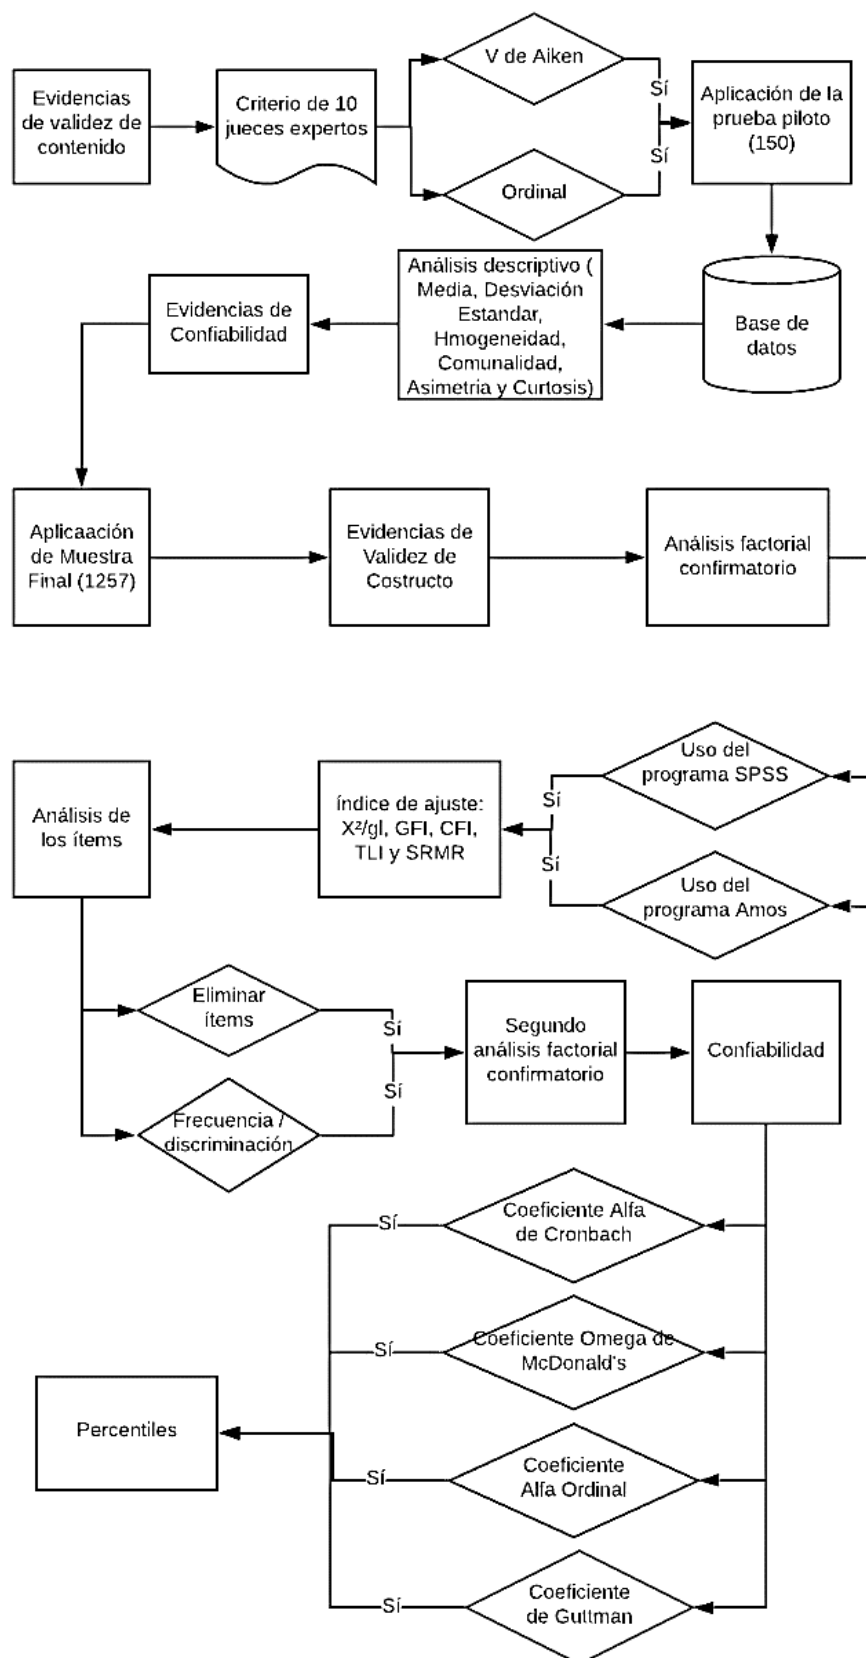 Evidencias
de validez de
contenido
Criterio de 10
jueces expertos
V de Aiken
Ordinal
Sí
Sí
Aplicación de la
prueba piloto
(150)
Base de
datos
Análisis descriptivo (
Media, Desviación
Estandar,
Hmogeneidad,
Comunalidad,
Asimetria y Curtosis)
Evidencias de
Confiabilidad
Aplicaación
de Muestra
Final (1257)
Evidencias de
Validez de
Costructo
Análisis factorial
confirmatorio
Uso del
programa SPSS
Uso del
programa Amos
Sí
Sí
índice de ajuste:
X²/gl, GFI, CFI,
TLI y SRMR
Análisis de
los ítems
Eliminar
ítems
Frecuencia /
discriminación
Sí
Sí
Segundo
análisis factorial
confirmatorio
Confiabilidad
Coeficiente Alfa
de Cronbach
Sí
Coeficiente Omega de
McDonald's
Sí
Coeficiente
Alfa Ordinal
Sí
Coeficiente
de Guttman
Sí
Percentiles